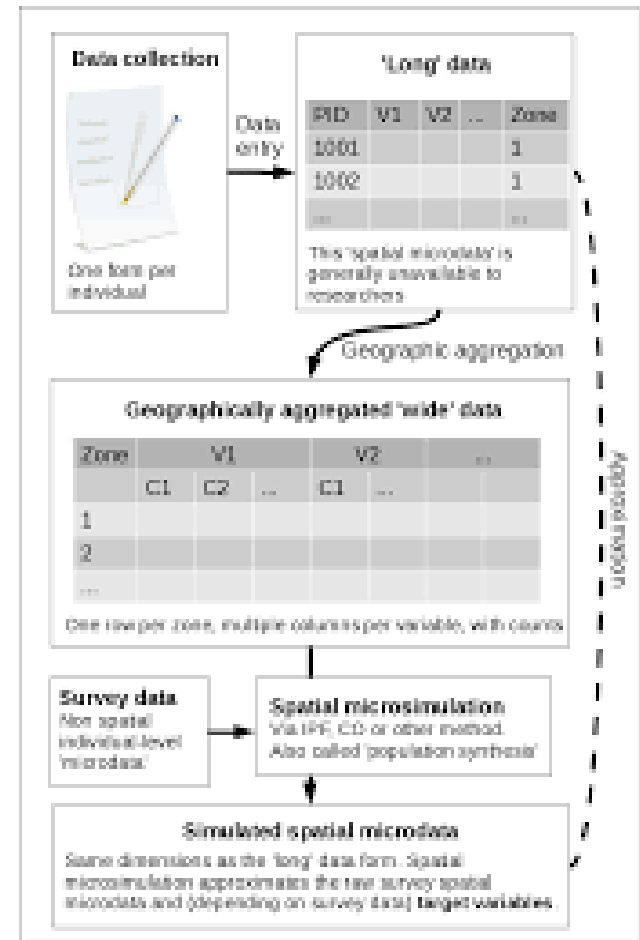 Data collection
One form per
individual
Data
entry
'Long' data
PID V1 V2 ... Zone
1001 1
1002 1
... ...
This 'spatial microdata' is
generally unavailable to
researchers
Geographic aggregation
Geographically aggregated 'wide' data
Zone V1 V2 ...
C1 C2 ... C1 ...
1
2
...
One row per zone, multiple columns per variable, with counts
Approximation
Survey data
Non spatial
individual-level
'microdata'
Spatial microsimulation
Via IPF, CO or other method.
Also called 'population synthesis'
Simulated spatial microdata
Same dimensions as the 'long' data form. Spatial
microsimulation approximates the raw survey spatial
microdata and (depending on survey data) target variables.